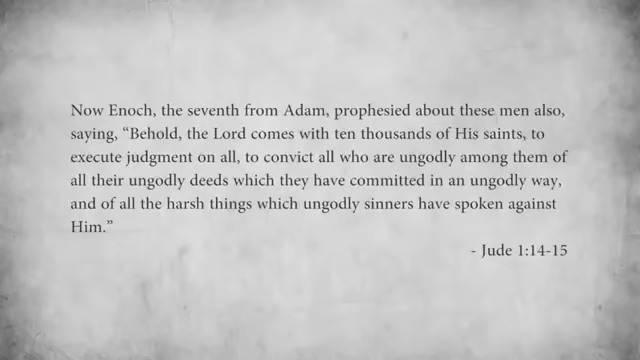 Now Enoch, the seventh from Adam, prophesied about these men also,
saying, “Behold, the Lord comes with ten thousands of His saints, to
execute judgment on all, to convict all who are ungodly among them of
all their ungodly deeds which they have committed in an ungodly way,
and of all the harsh things which ungodly sinners have spoken against
Him.”
- Jude 1:14-15